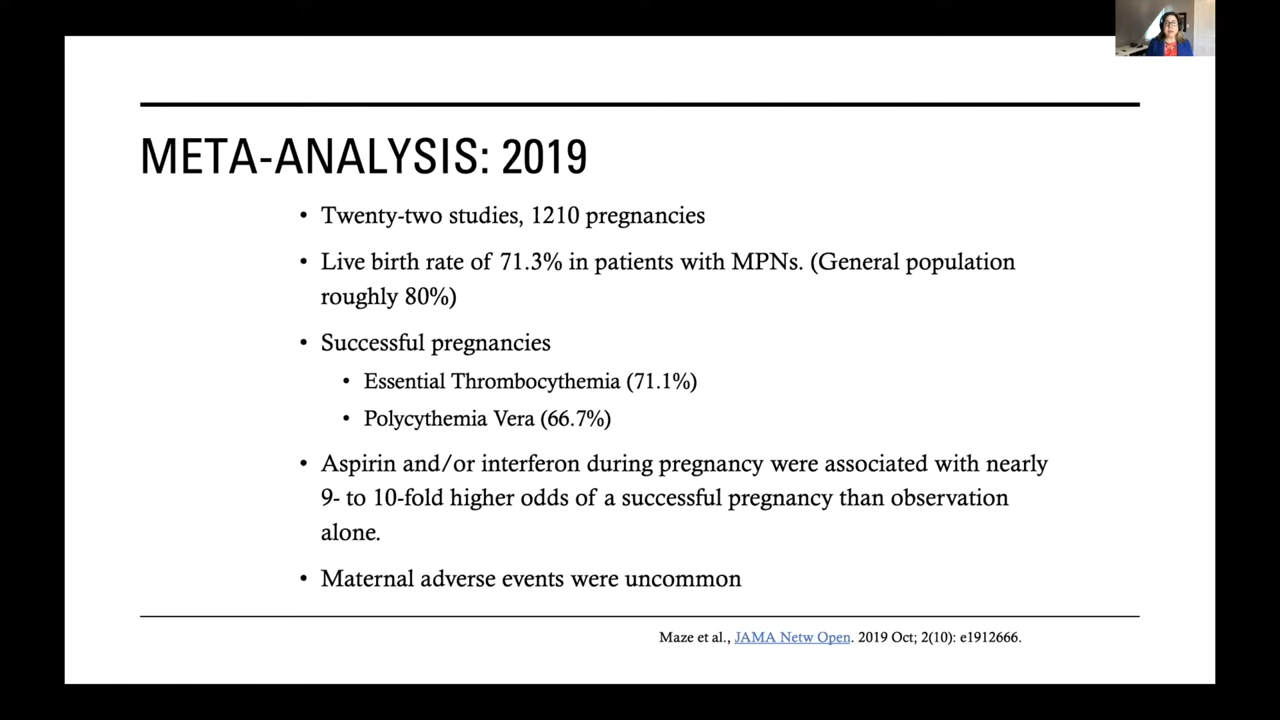 META-ANALYSIS: 2019
• Twenty-two studies, 1210 pregnancies
• Live birth rate of 71.3% in patients with MPNs. (General population
roughly 80%)
• Successful pregnancies
• Essential Thrombocythemia (71.1%)
• Polycythemia Vera (66.7%)
• Aspirin and/or interferon during pregnancy were associated with nearly
9- to 10-fold higher odds of a successful pregnancy than observation
alone.
• Maternal adverse events were uncommon
Maze et al., JAMA Netw Open. 2019 Oct; 2(10): e1912666.